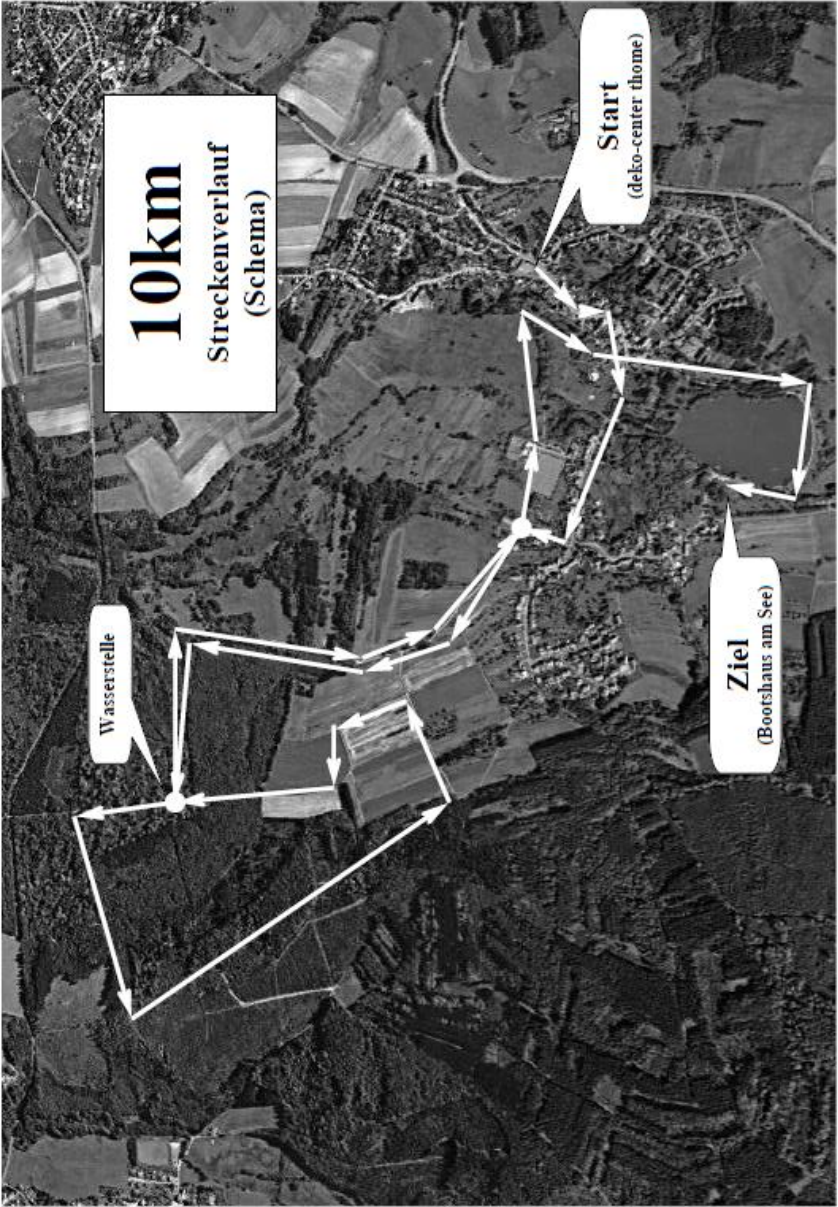 10km
Streckenverlauf
(Schema)
Start
(deko-center thome)
Wasserstelle
Ziel
(Bootshaus am See)